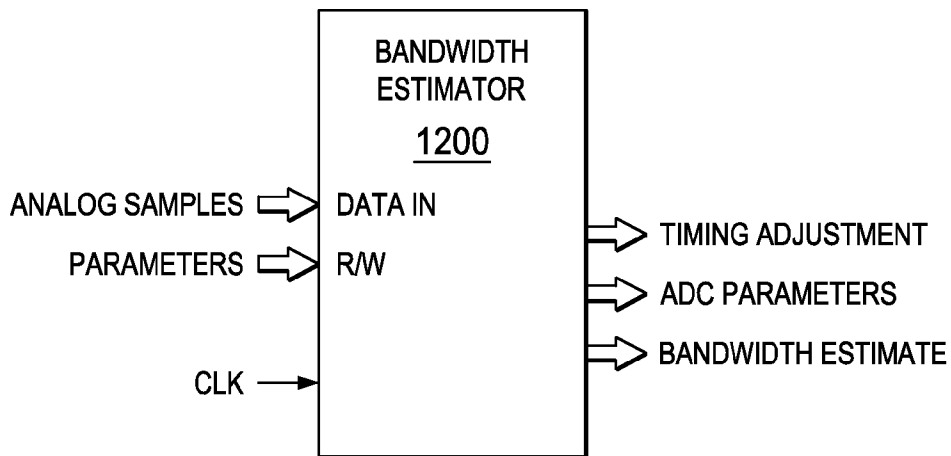 BANDWIDTH
ESTIMATOR
1200
ANALOG SAMPLES
DATA IN
PARAMETERS
R/W
CLK
TIMING ADJUSTMENT
ADC PARAMETERS
BANDWIDTH ESTIMATE